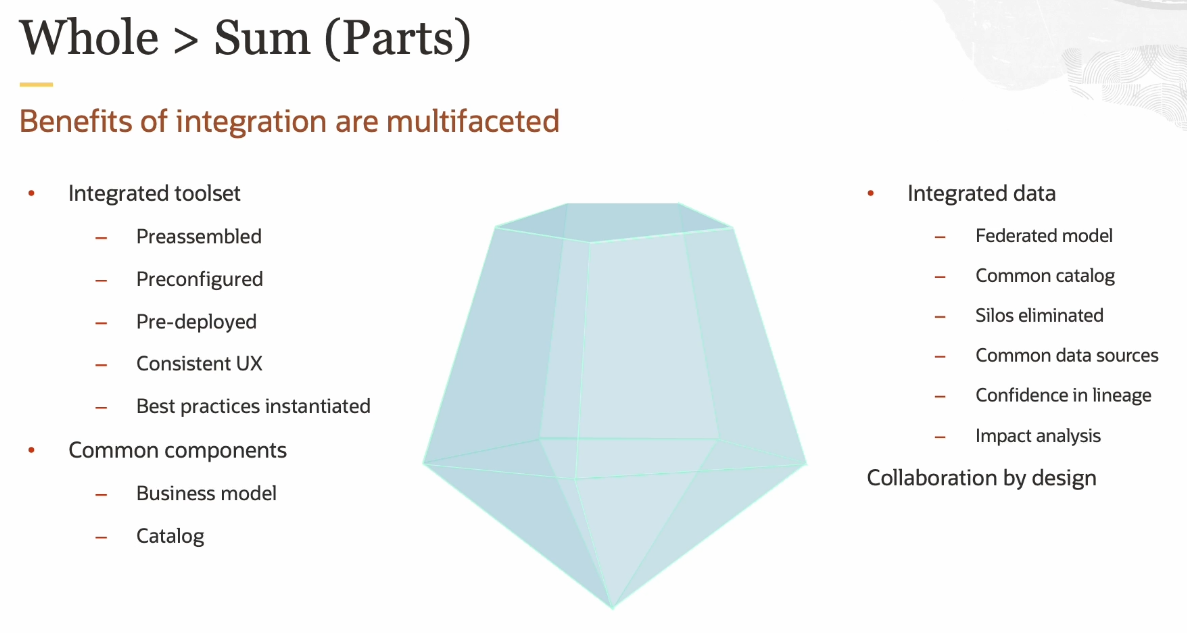 Whole > Sum (Parts)
Benefits of integration are multifaceted
• Integrated toolset
– Preassembled
– Preconfigured
– Pre-deployed
– Consistent UX
– Best practices instantiated
• Common components
– Business model
– Catalog
• Integrated data
– Federated model
– Common catalog
– Silos eliminated
– Common data sources
– Confidence in lineage
– Impact analysis
Collaboration by design